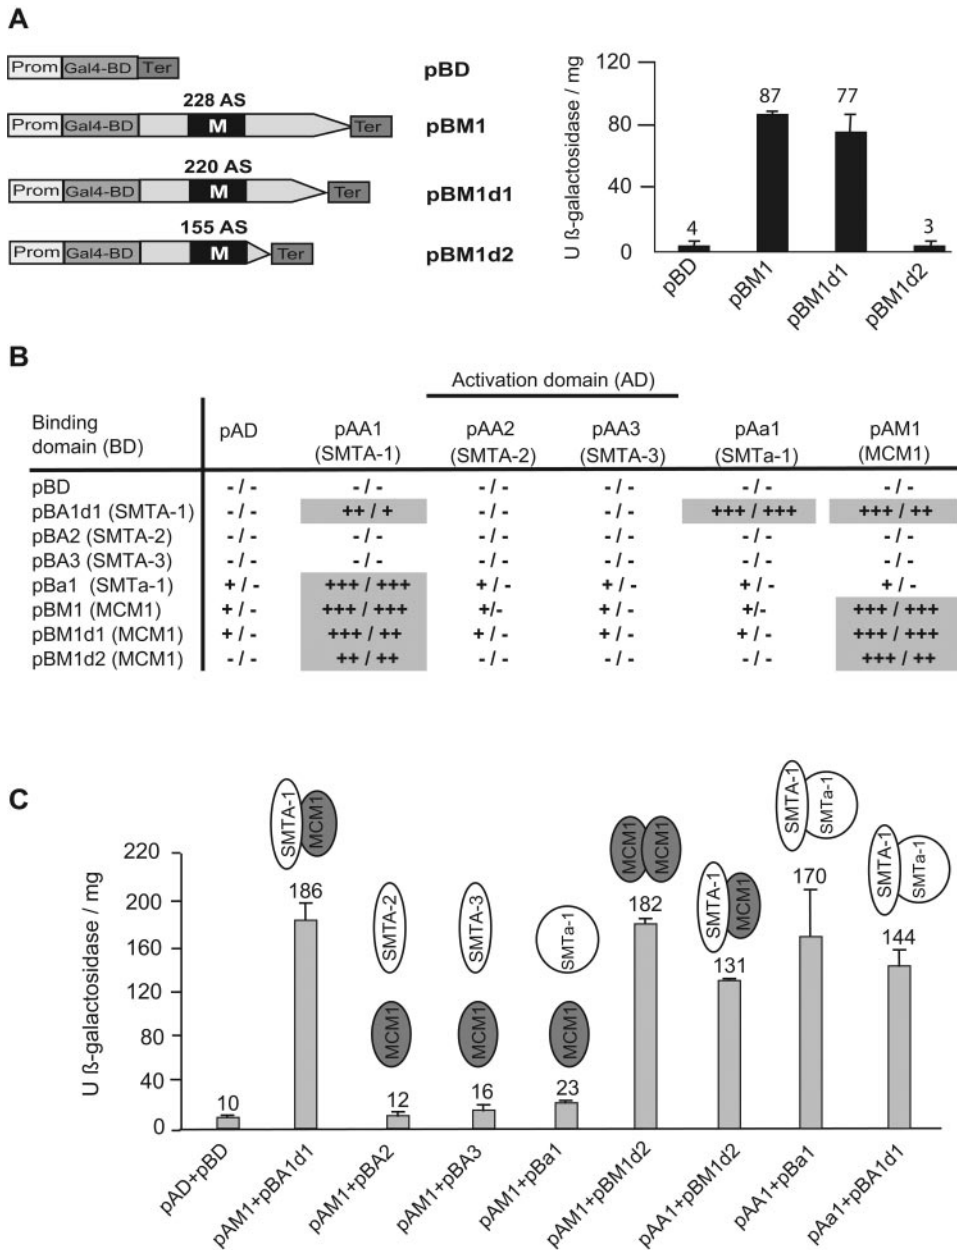 A
Prom Gal4-BD Ter
pBD
228 AS
Prom Gal4-BD M Ter
pBM1
220 AS
Prom Gal4-BD M Ter
pBM1d1
155 AS
Prom Gal4-BD M Ter
pBM1d2
U ß-galactosidase / mg
120
80
40
0
4
87
77
3
pBD
pBM1
pBM1d1
pBM1d2
B
Activation domain (AD)
Binding
domain (BD)
pAD
pAA1
(SMTA-1)
pAA2
(SMTA-2)
pAA3
(SMTA-3)
pAa1
(SMTa-1)
pAM1
(MCM1)
pBD - / - - / - - / - - / - - / - - / -
pBA1d1 (SMTA-1) - / - ++ / + - / - - / - +++ / +++ +++ / ++
pBA2 (SMTA-2) - / - - / - - / - - / - - / - - / -
pBA3 (SMTA-3) - / - - / - - / - - / - - / - - / -
pBa1 (SMTa-1) + / - +++ / +++ + / - + / - + / - + / -
pBM1 (MCM1) + / - +++ / +++ +/- + / - +/- +++ / +++
pBM1d1 (MCM1) + / - +++ / ++ + / - + / - + / - +++ / +++
pBM1d2 (MCM1) - / - ++ / ++ - / - - / - - / - +++ / ++
C
U ß-galactosidase / mg
220
200
160
120
80
40
0
10
SMTA-1 MCM1
186
SMTA-2
MCM1
12
SMTA-3
MCM1
16
SMTa-1
MCM1
23
MCM1 MCM1
182
SMTA-1 MCM1
131
SMTA-1 SMTa-1
170
SMTA-1 SMTa-1
144
pAD+pBD
pAM1+pBA1d1
pAM1+pBA2
pAM1+pBA3
pAM1+pBa1
pAM1+pBM1d2
pAA1+pBM1d2
pAA1+pBa1
pAa1+pBA1d1